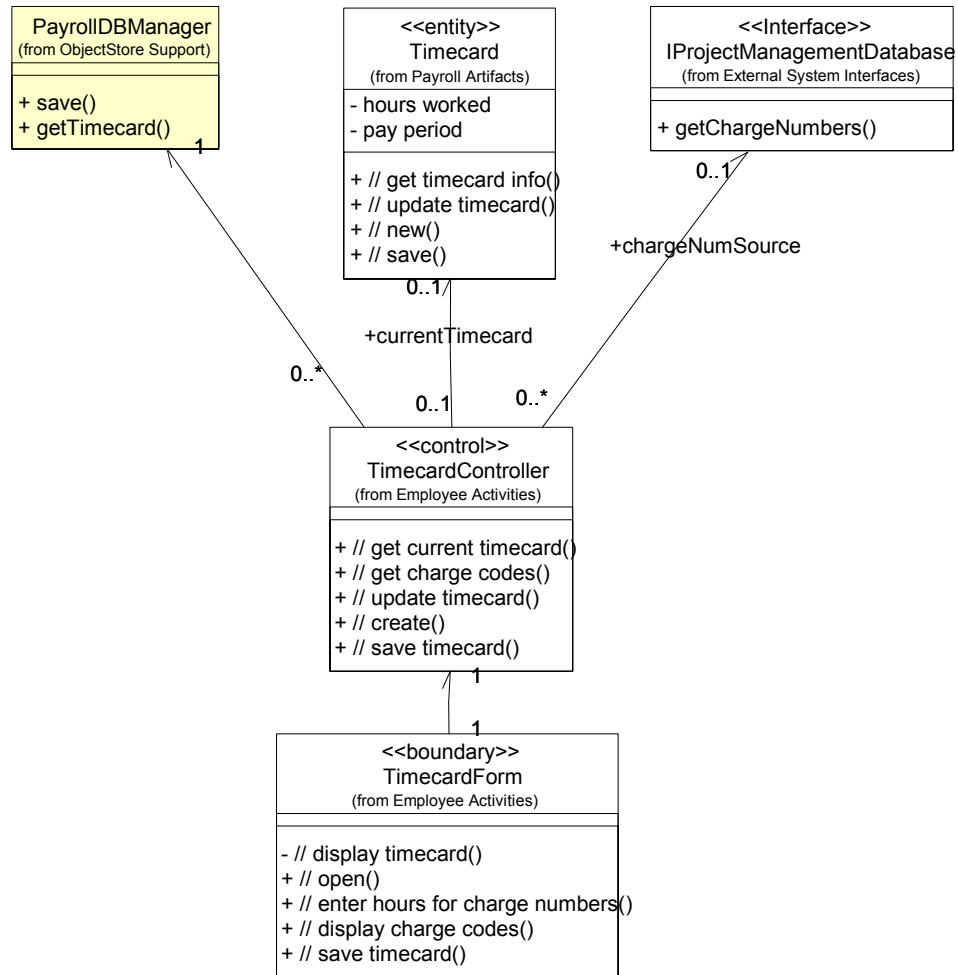 PayrollDBManager
(from ObjectStore Support)
+ save()
+ getTimecard()
<<entity>>
Timecard
(from Payroll Artifacts)
- hours worked
- pay period
+ // get timecard info()
+ // update timecard()
+ // new()
+ // save()
<<Interface>>
IProjectManagementDatabase
(from External System Interfaces)
+ getChargeNumbers()
1
0..1
0..1
+chargeNumSource
+currentTimecard
0..*
0..1
0..*
<<control>>
TimecardController
(from Employee Activities)
+ // get current timecard()
+ // get charge codes()
+ // update timecard()
+ // create()
+ // save timecard()
1
1
<<boundary>>
TimecardForm
(from Employee Activities)
- // display timecard()
+ // open()
+ // enter hours for charge numbers()
+ // display charge codes()
+ // save timecard()